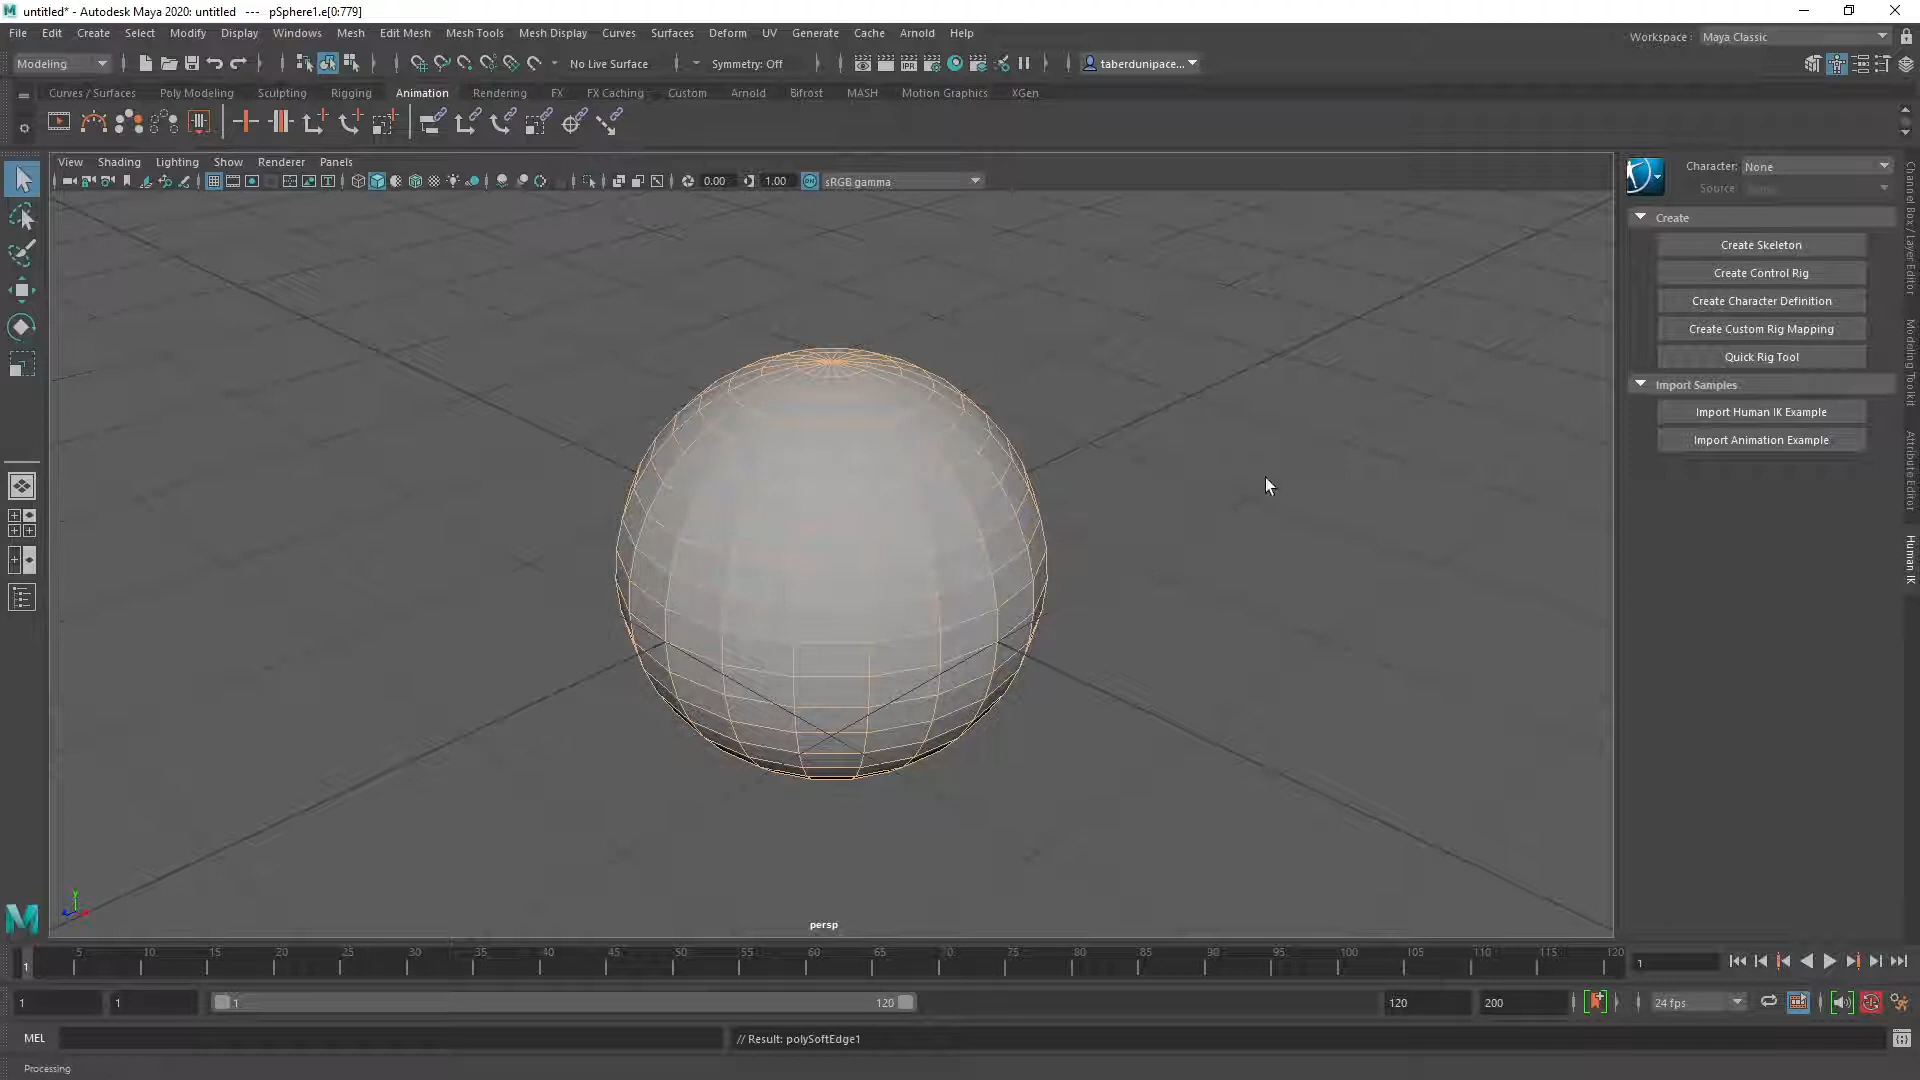 untitled* - Autodesk Maya 2020: untitled --- pSphere1.e[0:779]
File Edit Create Select Modify Display Windows Mesh Edit Mesh Mesh Tools Mesh Display Curves Surfaces Deform UV Generate Cache Arnold Help
Workspace: Maya Classic
Modeling No Live Surface Symmetry: Off taberdunipace...
Curves / Surfaces Poly Modeling Sculpting Rigging Animation Rendering FX FX Caching Custom Arnold Bifrost MASH Motion Graphics XGen
View Shading Lighting Show Renderer Panels
0.00 1.00 sRGB gamma
Character: None
Source:
Create
Create Skeleton
Create Control Rig
Create Character Definition
Create Custom Rig Mapping
Quick Rig Tool
Import Samples
Import Human IK Example
Import Animation Example
Channel Box / Layer Editor
Modeling Toolkit
Attribute Editor
Human IK
persp
5 10 15 20 25 30 35 40 45 50 55 60 65 70 75 80 85 90 95 100 105 110 115 120
1 1
1 1 1 120 120 200 24 fps
MEL // Result: polySoftEdge1
Processing